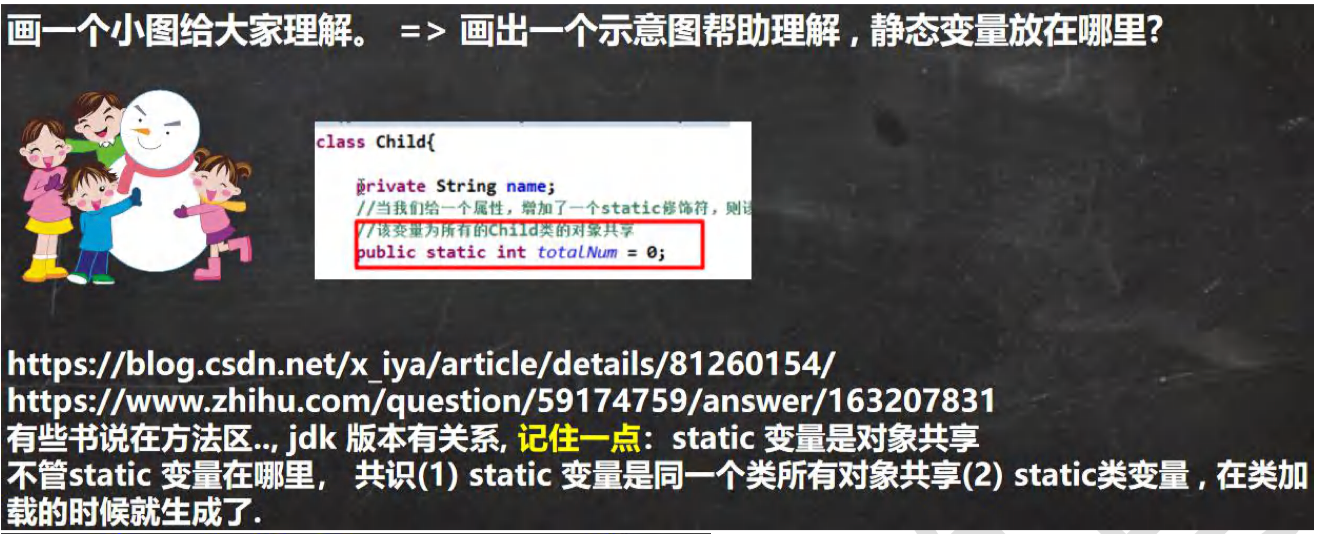 画一个小图给大家理解。 => 画出一个示意图帮助理解，静态变量放在哪里?
class Child{
private String name;
//当我们给一个属性，增加了一个static修饰符，则
//该变量为所有的Child类的对象共享
public static int totalNum = 0;
https://blog.csdn.net/x_iya/article/details/81260154/
https://www.zhihu.com/question/59174759/answer/163207831
有些书说在方法区.., jdk 版本有关系, 记住一点：static 变量是对象共享
不管static 变量在哪里， 共识(1) static 变量是同一个类所有对象共享(2) static类变量，在类加
载的时候就生成了.